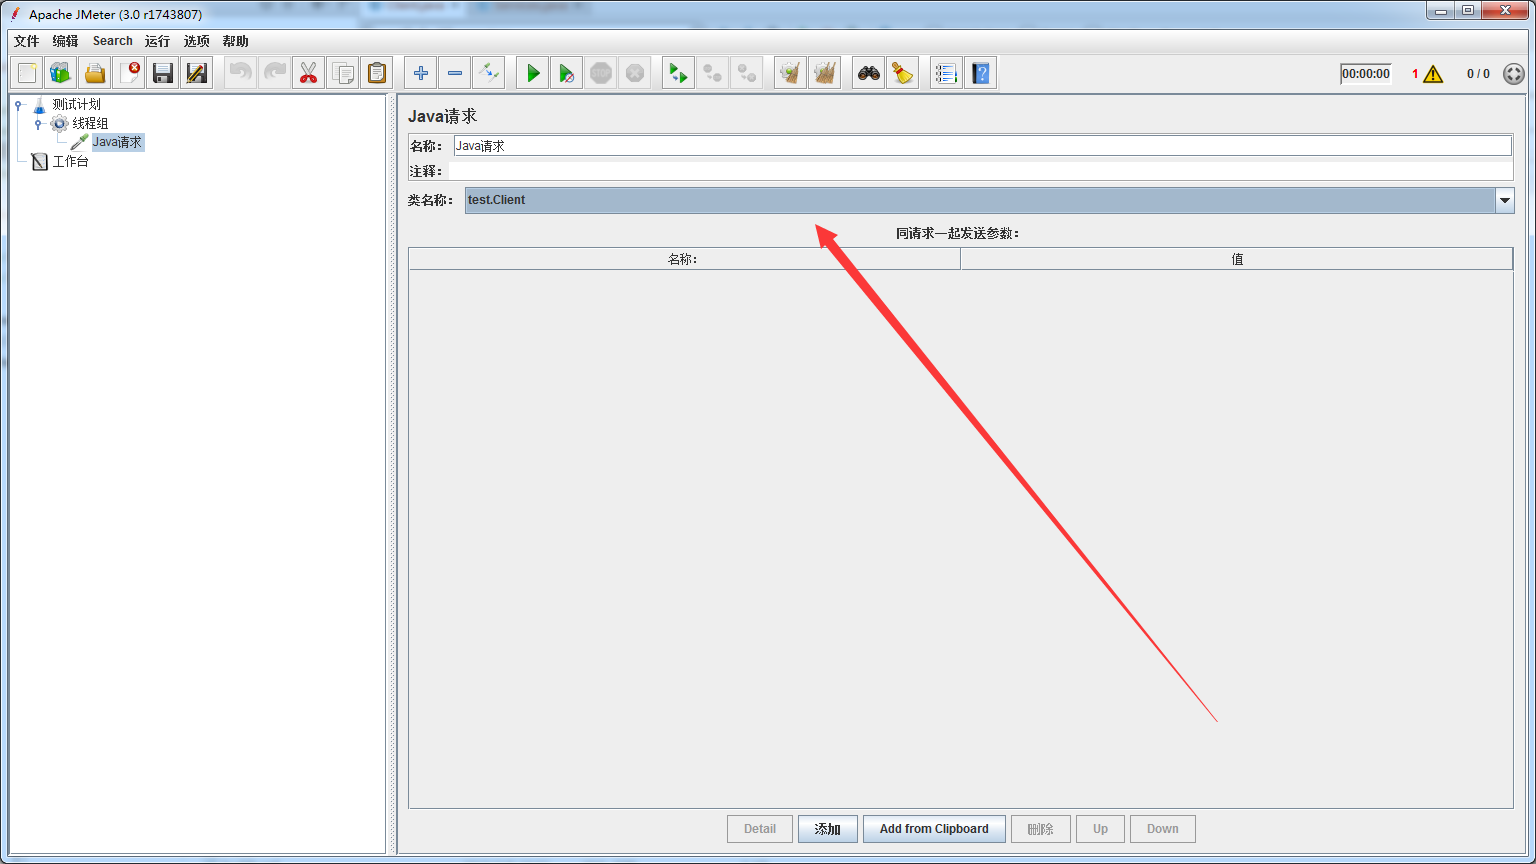 Apache JMeter (3.0 r1743807)
文件 编辑 Search 运行 选项 帮助
STOP
00:00:00 1 0 / 0
测试计划
线程组
Java请求
工作台
Java请求
名称： Java请求
注释：
类名称： test.Client
同请求一起发送参数：
名称： 值
Detail 添加 Add from Clipboard 删除 Up Down